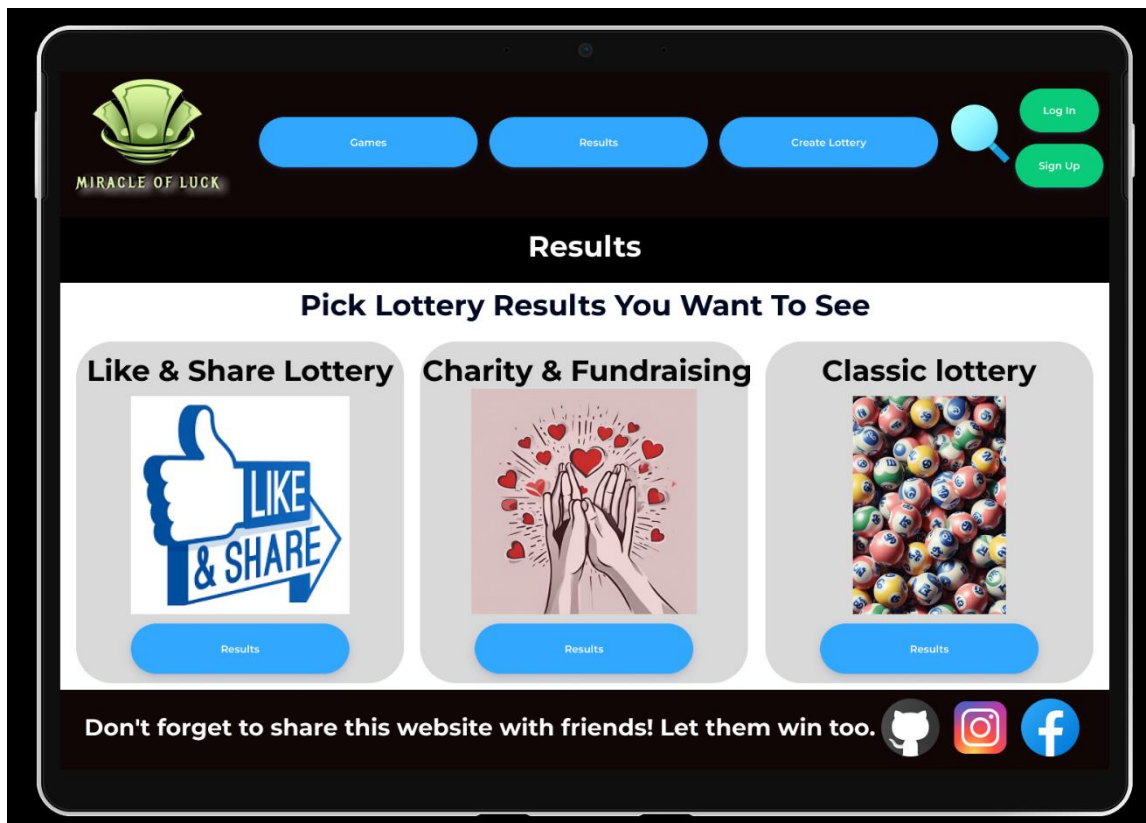 MIRACLE OF LUCK
Games
Results
Create Lottery
Log In
Sign Up
Results
Pick Lottery Results You Want To See
Like & Share Lottery
LIKE
& SHARE
Results
Charity & Fundraising
Results
Classic lottery
Results
Don't forget to share this website with friends! Let them win too.